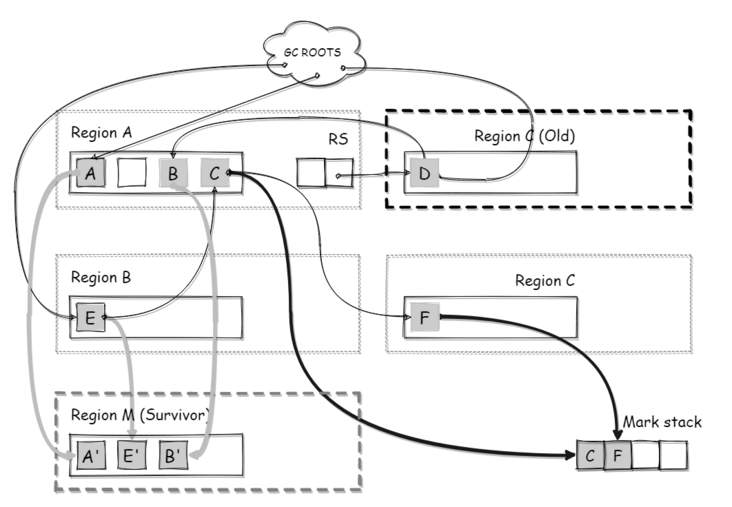 GC ROOTS
Region A
RS
Region C (Old)
A
B
C
D
Region B
Region C
E
F
Region M (Survivor)
Mark stack
A'
E'
B'
C
F